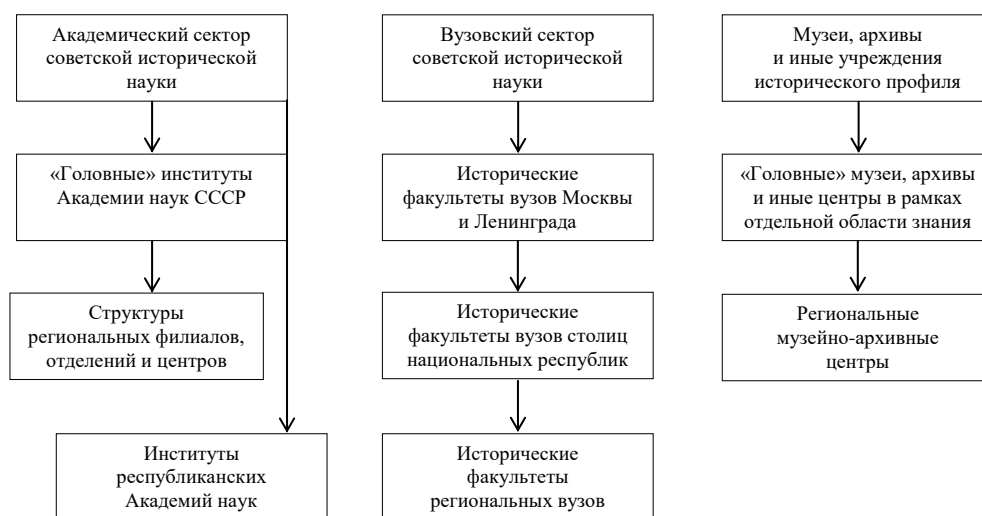 Академический сектор
советской исторической
науки
Вузовский сектор
советской исторической
науки
Музеи, архивы
и иные учреждения
исторического профиля
«Головные» институты
Академии наук СССР
Исторические
факультеты вузов Москвы
и Ленинграда
«Головные» музеи, архивы
и иные центры в рамках
отдельной области знания
Структуры
региональных филиалов,
отделений и центров
Исторические
факультеты вузов столиц
национальных республик
Региональные
музейно-архивные
центры
Институты
республиканских
Академий наук
Исторические
факультеты
региональных вузов